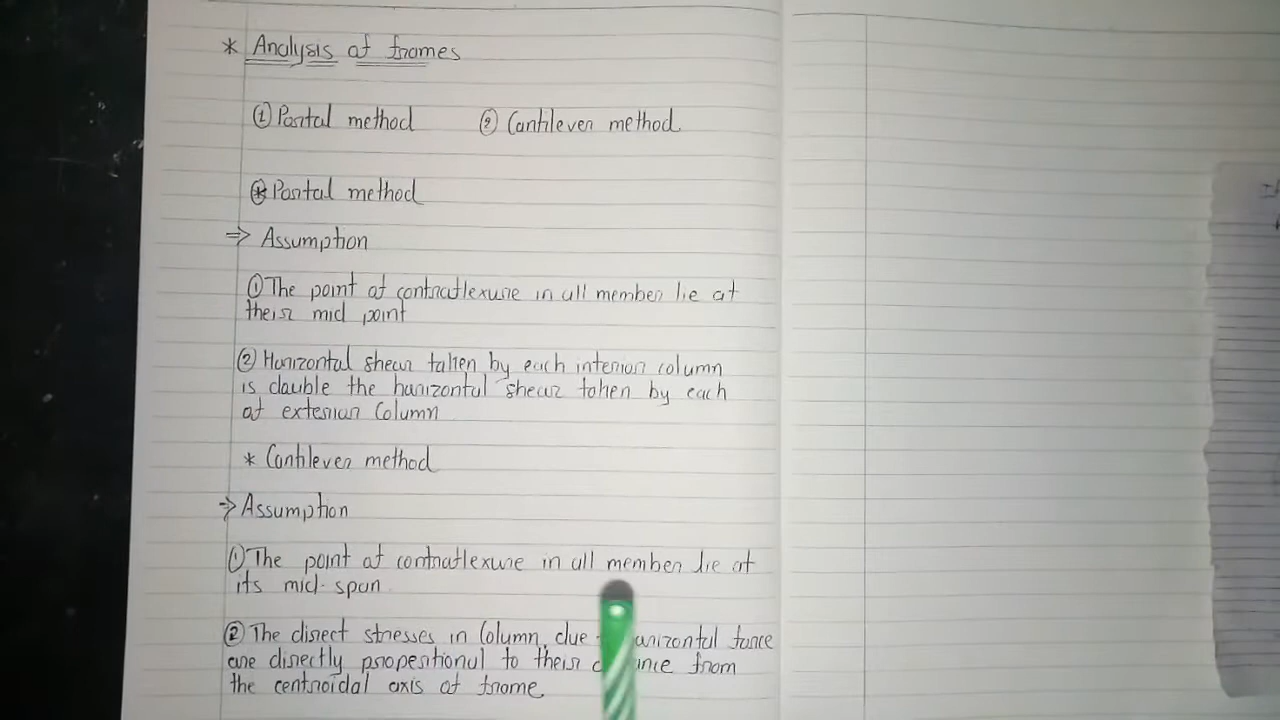 * Analysis of frames
① Portal method ② Cantilever method.
⊛ Portal method
⇒ Assumption
① The point of contraflexure in all member lie at
their mid point
② Horizontal shear taken by each interior column
is double the horizontal shear taken by each
of exterior column
* Cantilever method
⇒ Assumption
① The point of contraflexure in all member lie at
its mid-span
② The direct stresses in column, due horizontal force
are directly propertional to their from
the centroidal axis of frame.